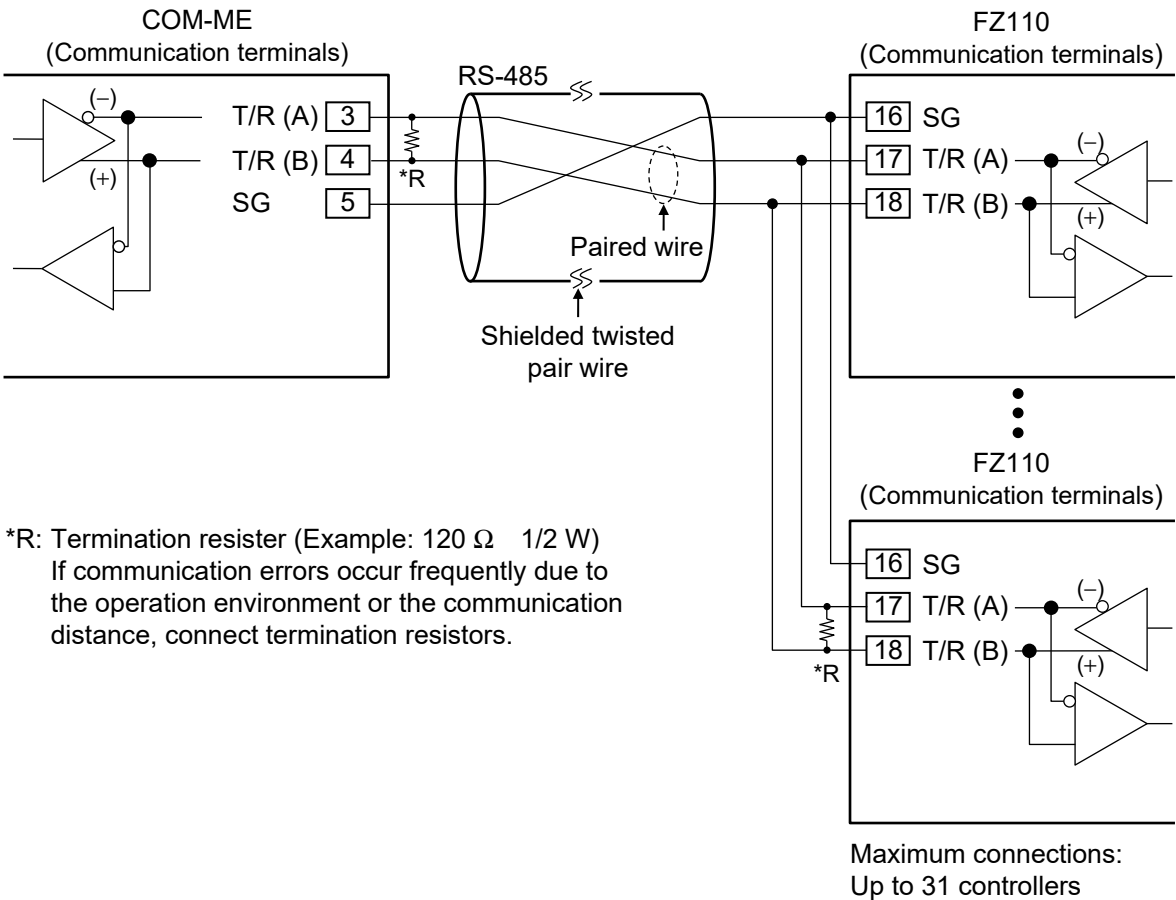 COM-ME
(Communication terminals)
(−)
(+)
T/R (A) 3
T/R (B) 4
SG 5
*R
RS-485
Paired wire
Shielded twisted
pair wire
FZ110
(Communication terminals)
16 SG
17 T/R (A)
18 T/R (B)
(−)
(+)
FZ110
(Communication terminals)
16 SG
17 T/R (A)
18 T/R (B)
*R
(−)
(+)
Maximum connections:
Up to 31 controllers
*R: Termination resister (Example: 120 Ω 1/2 W)
If communication errors occur frequently due to
the operation environment or the communication
distance, connect termination resistors.